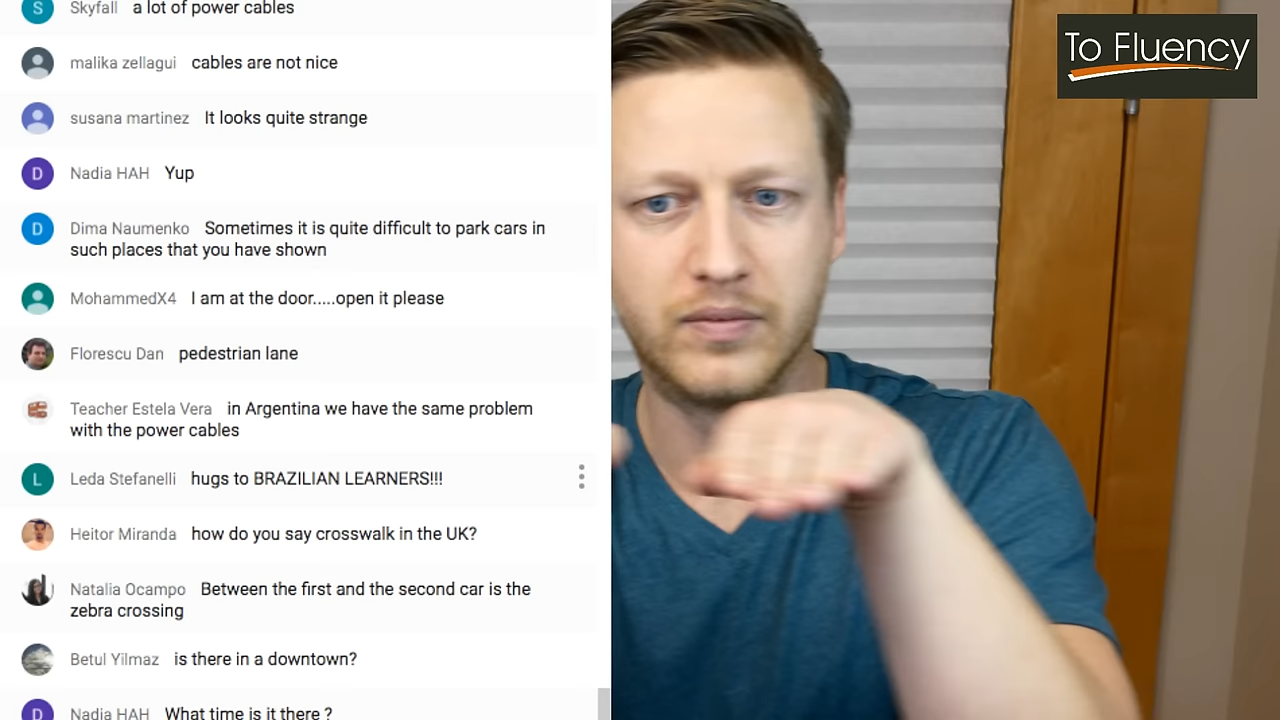 S
Skyfall a lot of power cables
malika zellagui cables are not nice
susana martinez It looks quite strange
D
Nadia HAH Yup
D
Dima Naumenko Sometimes it is quite difficult to park cars in
such places that you have shown
MohammedX4 I am at the door.....open it please
Florescu Dan pedestrian lane
Teacher Estela Vera in Argentina we have the same problem
with the power cables
L
Leda Stefanelli hugs to BRAZILIAN LEARNERS!!!
Heitor Miranda how do you say crosswalk in the UK?
Natalia Ocampo Between the first and the second car is the
zebra crossing
Betul Yilmaz is there in a downtown?
D
Nadia HAH What time is it there ?
To Fluency